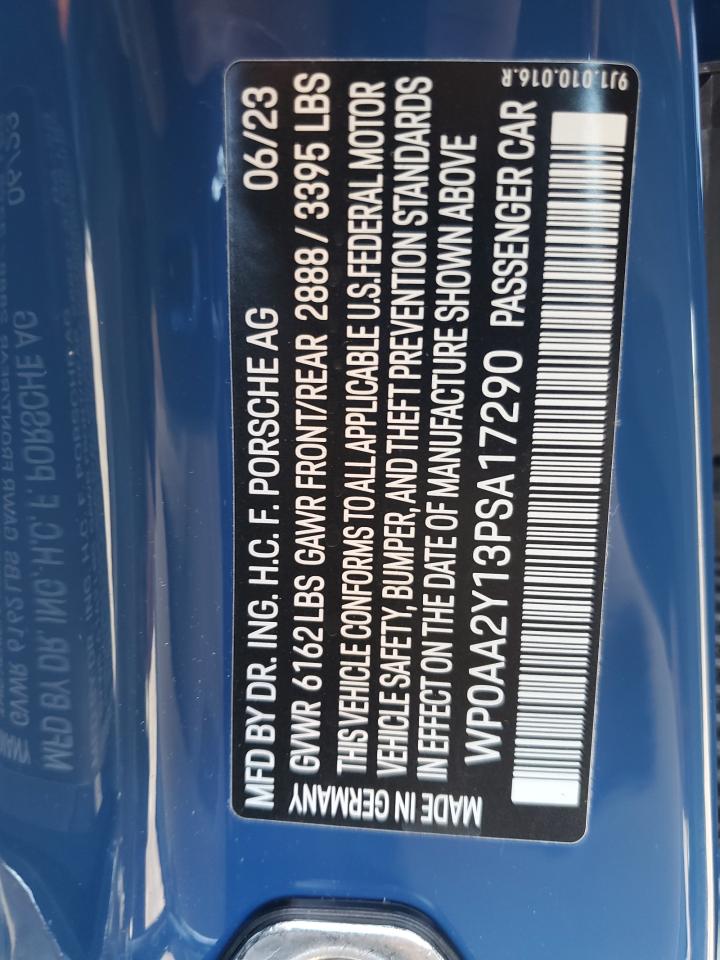 MFD BY DR. ING. H.C. F. PORSCHE AG 06/23
GVWR 6162 LBS GAWR FRONT/REAR 2888 / 3395 LBS
THIS VEHICLE CONFORMS TO ALL APPLICABLE U.S. FEDERAL MOTOR
VEHICLE SAFETY, BUMPER, AND THEFT PREVENTION STANDARDS
IN EFFECT ON THE DATE OF MANUFACTURE SHOWN ABOVE
WP0AA2Y13PSA17290 PASSENGER CAR
MADE IN GERMANY
9J1.010.016.R